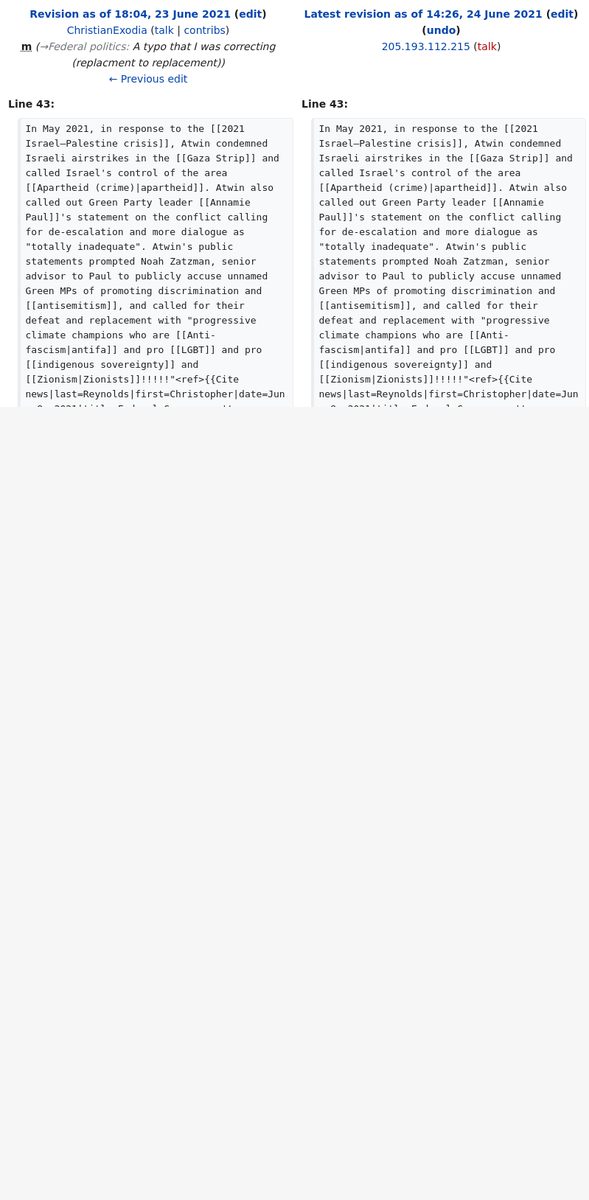 Revision as of 18:04, 23 June 2021 (edit)
ChristianExodia (talk | contribs)
m (→Federal politics: A typo that I was correcting
(replacment to replacement))
← Previous edit
Line 43:
In May 2021, in response to the [[2021
Israel–Palestine crisis]], Atwin condemned
Israeli airstrikes in the [[Gaza Strip]] and
called Israel's control of the area
[[Apartheid (crime)|apartheid]]. Atwin also
called out Green Party leader [[Annamie
Paul]]'s statement on the conflict calling
for de-escalation and more dialogue as
"totally inadequate". Atwin's public
statements prompted Noah Zatzman, senior
advisor to Paul to publicly accuse unnamed
Green MPs of promoting discrimination and
[[antisemitism]], and called for their
defeat and replacement with "progressive
climate champions who are [[Anti-
fascism|antifa]] and pro [[LGBT]] and pro
[[indigenous sovereignty]] and
[[Zionism|Zionists]]!!!!!"<ref>{{Cite
news|last=Reynolds|first=Christopher|date=Jun
Latest revision as of 14:26, 24 June 2021 (edit)
(undo)
205.193.112.215 (talk)
Line 43:
In May 2021, in response to the [[2021
Israel–Palestine crisis]], Atwin condemned
Israeli airstrikes in the [[Gaza Strip]] and
called Israel's control of the area
[[Apartheid (crime)|apartheid]]. Atwin also
called out Green Party leader [[Annamie
Paul]]'s statement on the conflict calling
for de-escalation and more dialogue as
"totally inadequate". Atwin's public
statements prompted Noah Zatzman, senior
advisor to Paul to publicly accuse unnamed
Green MPs of promoting discrimination and
[[antisemitism]], and called for their
defeat and replacement with "progressive
climate champions who are [[Anti-
fascism|antifa]] and pro [[LGBT]] and pro
[[indigenous sovereignty]] and
[[Zionism|Zionists]]!!!!!"<ref>{{Cite
news|last=Reynolds|first=Christopher|date=Jun